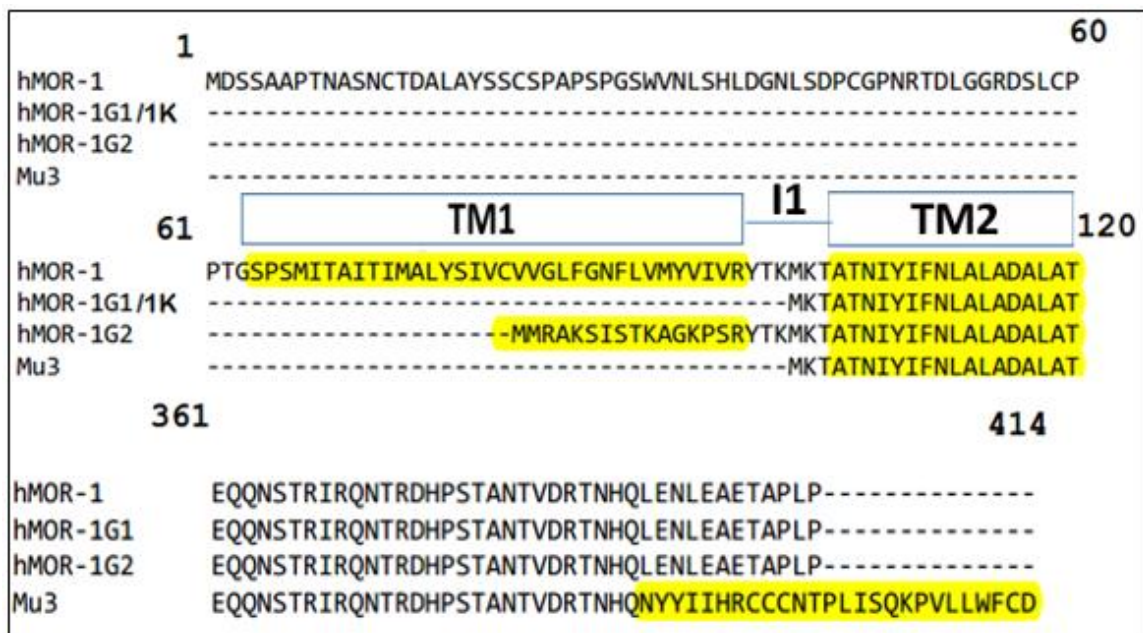 1 60
hMOR-1 MDSSAAPTNASNCTDALAYSSCSPAPSPGSWVNLSHLDGNLSDPCGPNRTDLGGRDSLCP
hMOR-1G1/1K ------------------------------------------------------------
hMOR-1G2 ------------------------------------------------------------
Mu3 ------------------------------------------------------------
61 TM1 I1 TM2 120
hMOR-1 PTGSPSMITAITIMALYSIVCVVGLFGNFLVMYVIVRYTKMKTATNIYIFNLALADALAT
hMOR-1G1/1K ----------------------------------------MKTATNIYIFNLALADALAT
hMOR-1G2 ---------------------MMRAKSISTKAGKPSRYTKMKTATNIYIFNLALADALAT
Mu3 ----------------------------------------MKTATNIYIFNLALADALAT
361 414
hMOR-1 EQQNSTRIRQNTRDHPSTANTVDRTNHQLENLEAETAPLP--------------
hMOR-1G1 EQQNSTRIRQNTRDHPSTANTVDRTNHQLENLEAETAPLP--------------
hMOR-1G2 EQQNSTRIRQNTRDHPSTANTVDRTNHQLENLEAETAPLP--------------
Mu3 EQQNSTRIRQNTRDHPSTANTVDRTNHQNYYIIHRCCCNTPLISQKPVLLWFCD